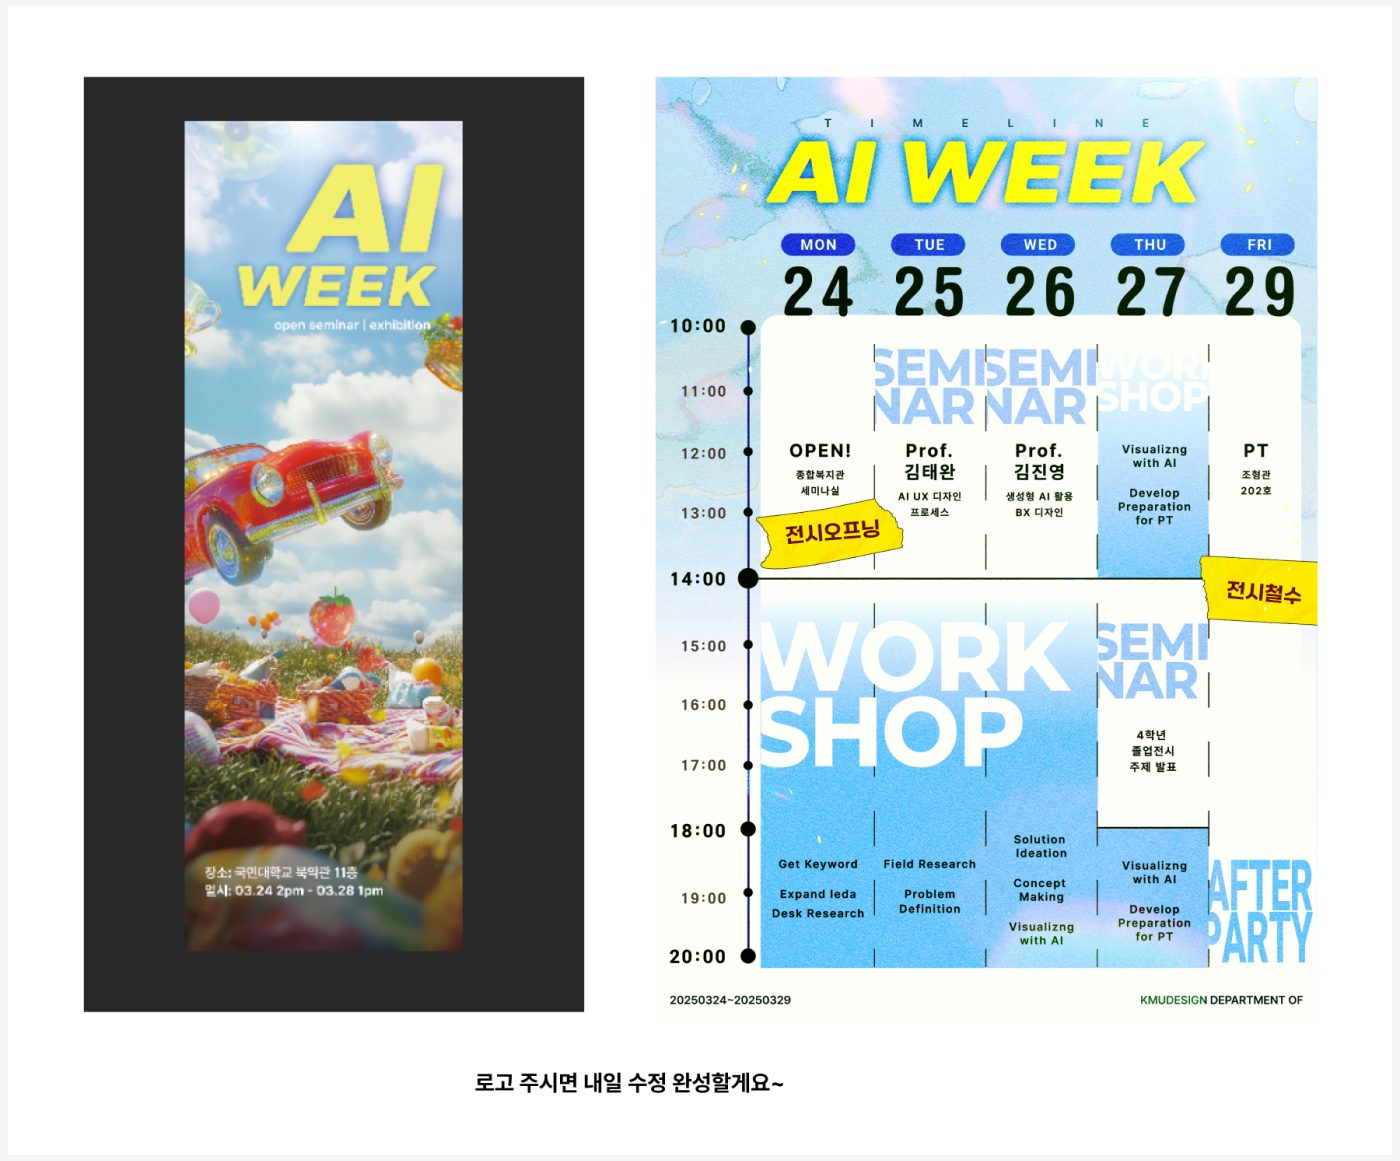 AI
WEEK
open seminar | exhibition
장소: 국민대학교 북악관 11층
일시: 03.24 2pm - 03.28 1pm
TIMELINE
AI WEEK
MON TUE WED THU FRI
24 25 26 27 29
10:00
11:00
12:00
13:00
14:00
15:00
16:00
17:00
18:00
19:00
20:00
OPEN!
종합복지관
세미나실
전시오프닝
SEMI
NAR
Prof.
김태완
AI UX 디자인
프로세스
SEMI
NAR
Prof.
김진영
생성형 AI 활용
BX 디자인
WORK
SHOP
Visualizng
with AI
Develop
Preparation
for PT
PT
조형관
202호
전시철수
WORK
SHOP
Get Keyword
Expand Ieda
Desk Research
Field Research
Problem
Definition
Solution
Ideation
Concept
Making
Visualizng
with AI
SEMI
NAR
4학년
졸업전시
주제 발표
Visualizng
with AI
Develop
Preparation
for PT
AFTER
PARTY
20250324~20250329
KMUDESIGN DEPARTMENT OF
로고 주시면 내일 수정 완성할게요~